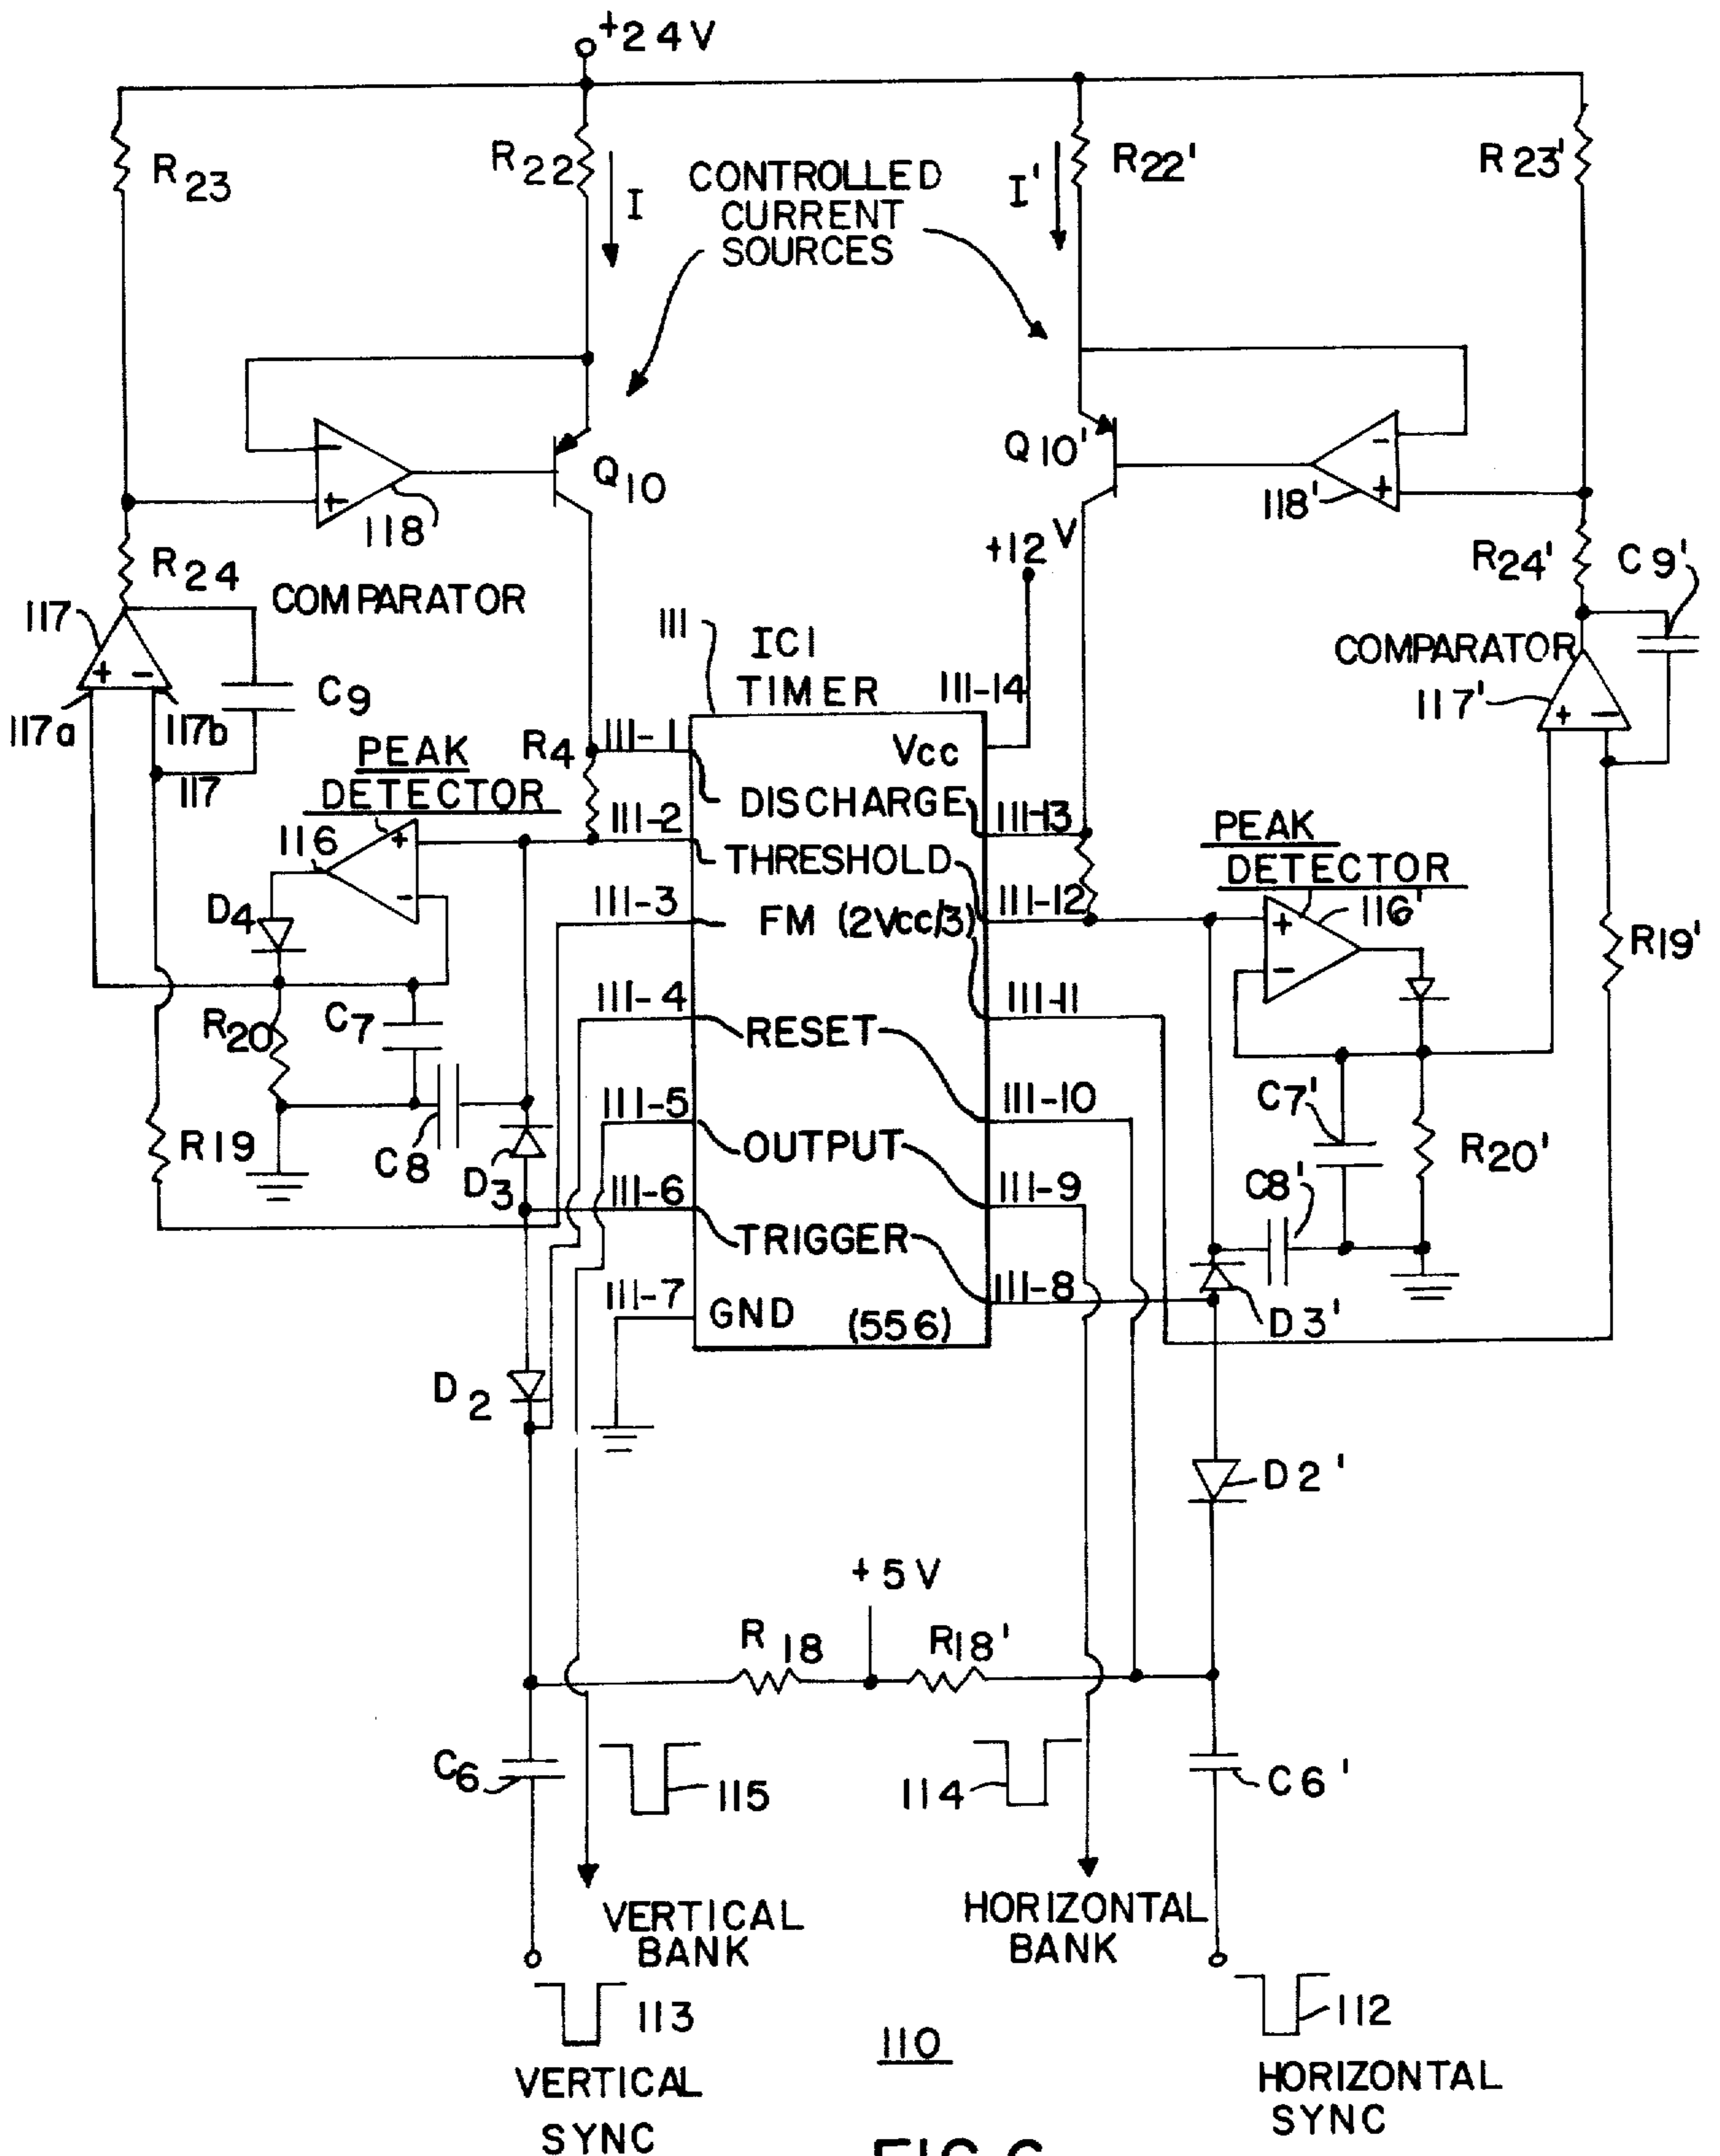 +24V
R23
R22
I
CONTROLLED
CURRENT
SOURCES
I'
R22'
R23'
-
+
Q10
118
Q10'
-
+
118'
R24
COMPARATOR
117
+ -
117a
117b
C9
117
+12V
R24'
C9'
COMPARATOR
117'
+ -
111
IC1
TIMER
111-14
Vcc
R4
111-1
DISCHARGE
111-13
PEAK
DETECTOR
116
+
-
111-2
THRESHOLD
111-12
PEAK
DETECTOR
116'
+
-
D4
111-3
FM (2Vcc/3)
111-11
R19'
R20
C7
111-4
RESET
111-10
C7'
R20'
R19
C8
D3
111-5
OUTPUT
111-9
C8'
111-6
TRIGGER
111-8
D3'
111-7
GND
(556)
D2
D2'
+5V
R18
R18'
C6
115
114
C6'
VERTICAL
BANK
HORIZONTAL
BANK
113
112
VERTICAL
SYNC
110
HORIZONTAL
SYNC